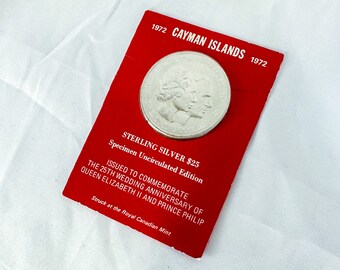 1972 CAYMAN ISLANDS 1972
STERLING SILVER $25
Specimen Uncirculated Edition
ISSUED TO COMMEMORATE
THE 25TH WEDDING ANNIVERSARY OF
QUEEN ELIZABETH II AND PRINCE PHILIP
Struck at the Royal Canadian Mint